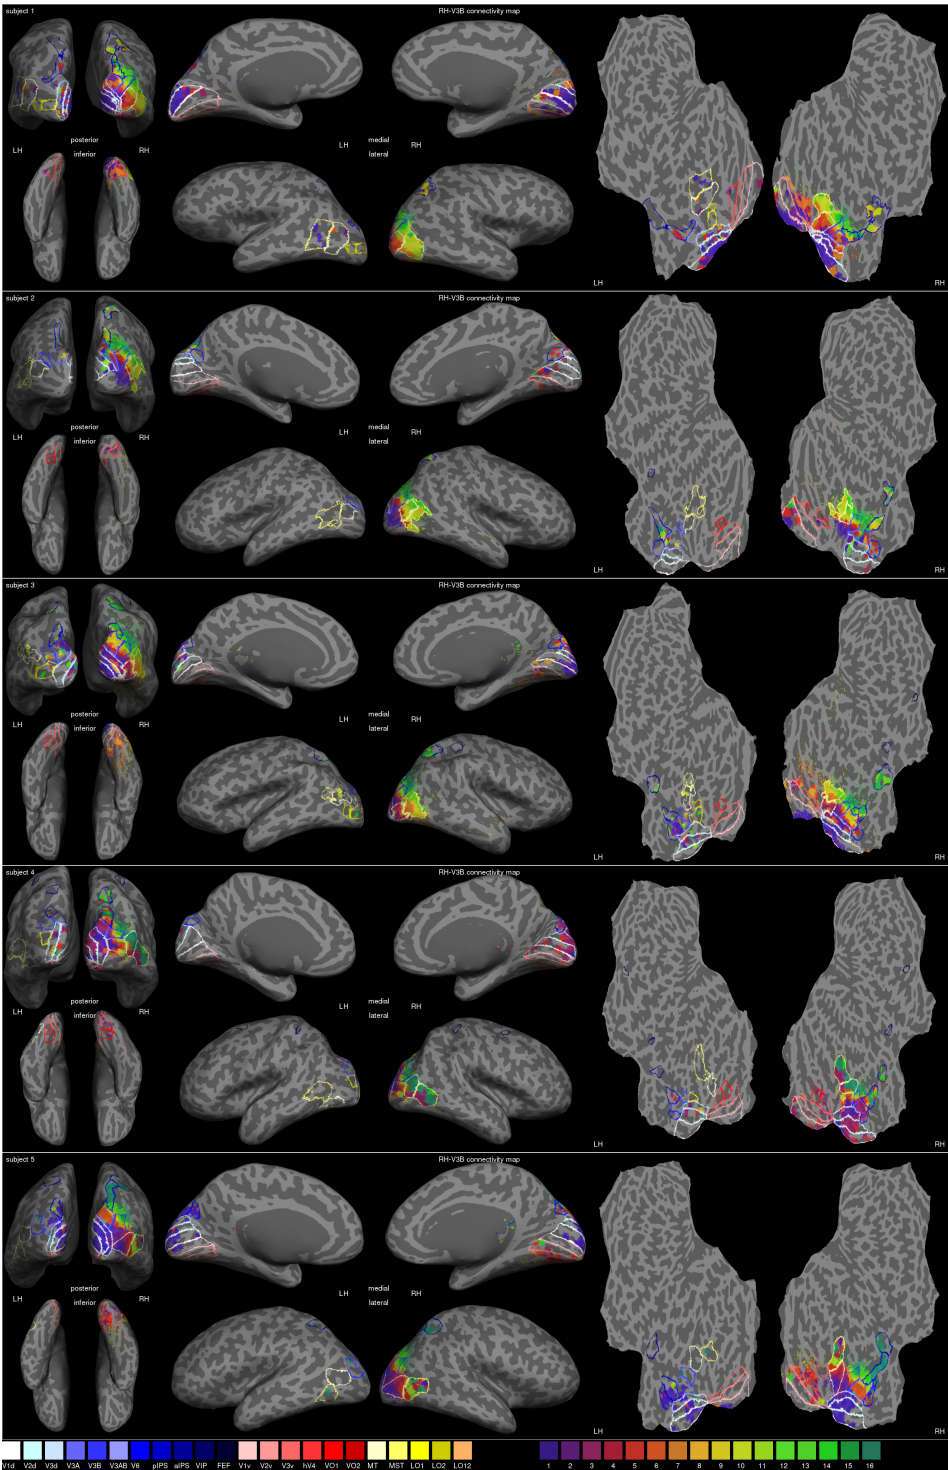 subject 1
RH-V3B connectivity map
posterior
medial
LH
RH
LH
RH
inferior
lateral
LH
RH
subject 2
RH-V3B connectivity map
posterior
medial
LH
RH
LH
RH
inferior
lateral
LH
RH
subject 3
RH-V3B connectivity map
posterior
medial
LH
RH
LH
RH
inferior
lateral
LH
RH
subject 4
RH-V3B connectivity map
posterior
medial
LH
RH
LH
RH
inferior
lateral
LH
RH
subject 5
RH-V3B connectivity map
posterior
medial
LH
RH
LH
RH
inferior
lateral
LH
RH
V1d V2d V3d V3A V3B V3AB V6 pIPS aIPS VIP FEF V1v V2v V3v hV4 VO1 VO2 MT MST LO1 LO2 LO12
1 2 3 4 5 6 7 8 9 10 11 12 13 14 15 16